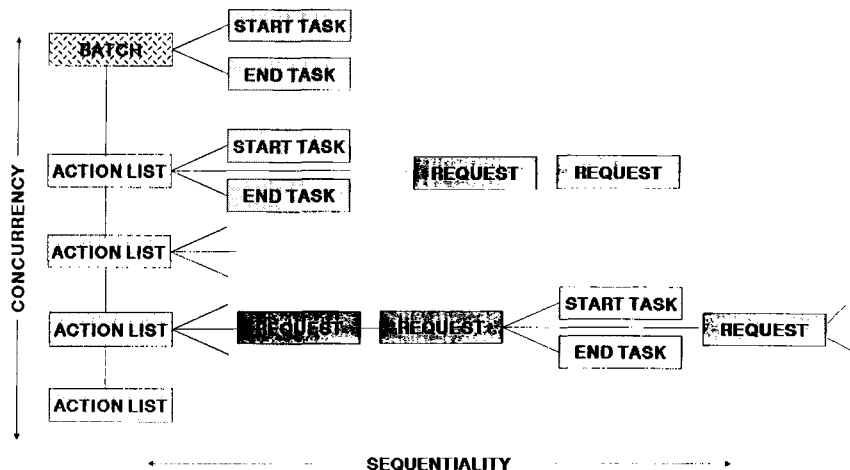 START TASK
BATCH
END TASK
START TASK
ACTION LIST
REQUEST
REQUEST
END TASK
CONCURRENCY
ACTION LIST
START TASK
ACTION LIST
REQUEST
REQUEST
REQUEST
END TASK
ACTION LIST
SEQUENTIALITY